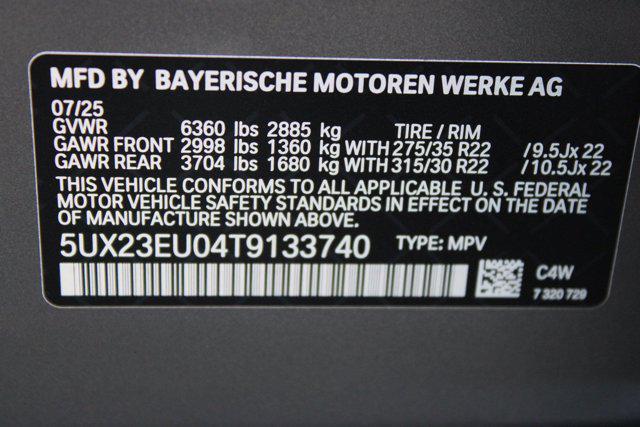 MFD BY BAYERISCHE MOTOREN WERKE AG
07/25
GVWR 6360 lbs 2885 kg TIRE / RIM
GAWR FRONT 2998 lbs 1360 kg WITH 275/35 R22 /9.5Jx 22
GAWR REAR 3704 lbs 1680 kg WITH 315/30 R22 /10.5Jx 22
THIS VEHICLE CONFORMS TO ALL APPLICABLE U. S. FEDERAL
MOTOR VEHICLE SAFETY STANDARDS IN EFFECT ON THE DATE
OF MANUFACTURE SHOWN ABOVE.
5UX23EU04T9133740 TYPE: MPV
C4W
7 320 729